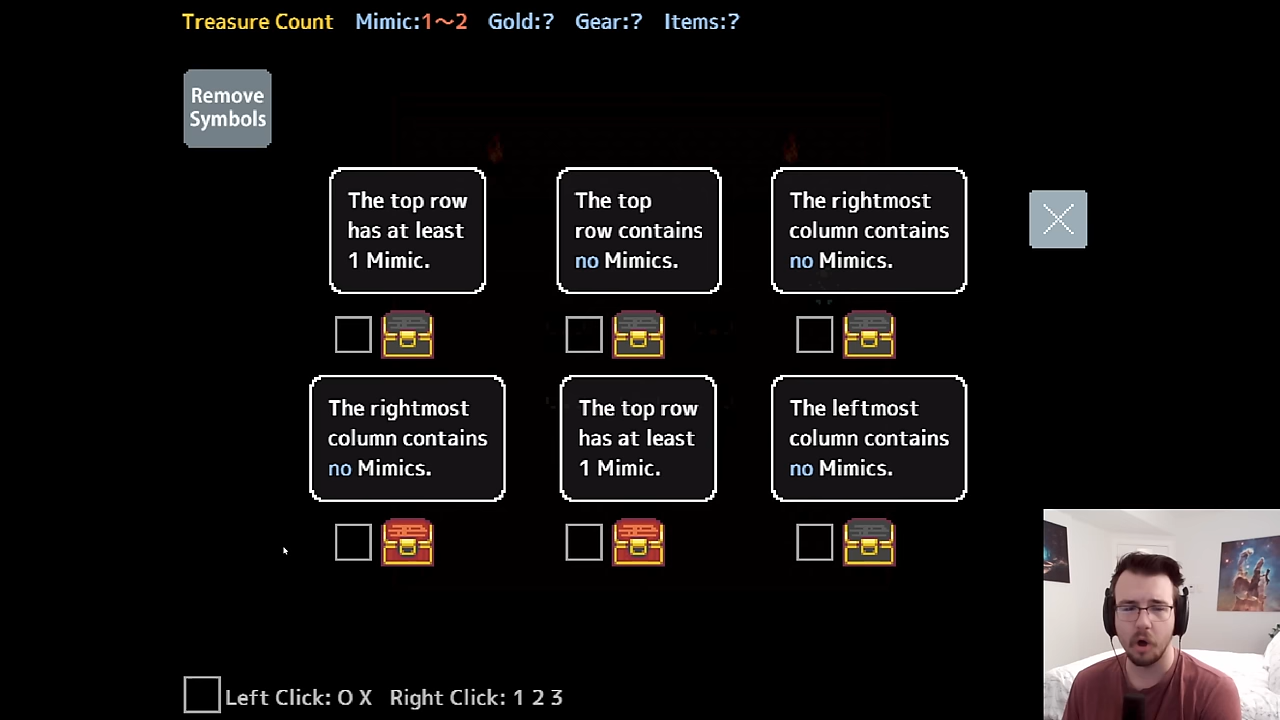 Treasure Count Mimic:1～2 Gold:? Gear:? Items:?
Remove
Symbols
The top row
has at least
1 Mimic.
The top
row contains
no Mimics.
The rightmost
column contains
no Mimics.
The rightmost
column contains
no Mimics.
The top row
has at least
1 Mimic.
The leftmost
column contains
no Mimics.
Left Click: O X Right Click: 1 2 3